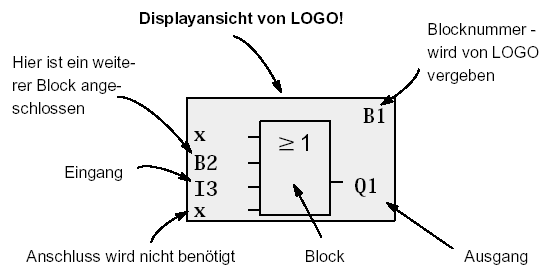 Displayansicht von LOGO!
Blocknummer -
wird von LOGO
vergeben
Hier ist ein weite-
rer Block ange-
schlossen
B1
x
≥ 1
B2
Eingang
I3
Q1
x
Anschluss wird nicht benötigt
Block
Ausgang